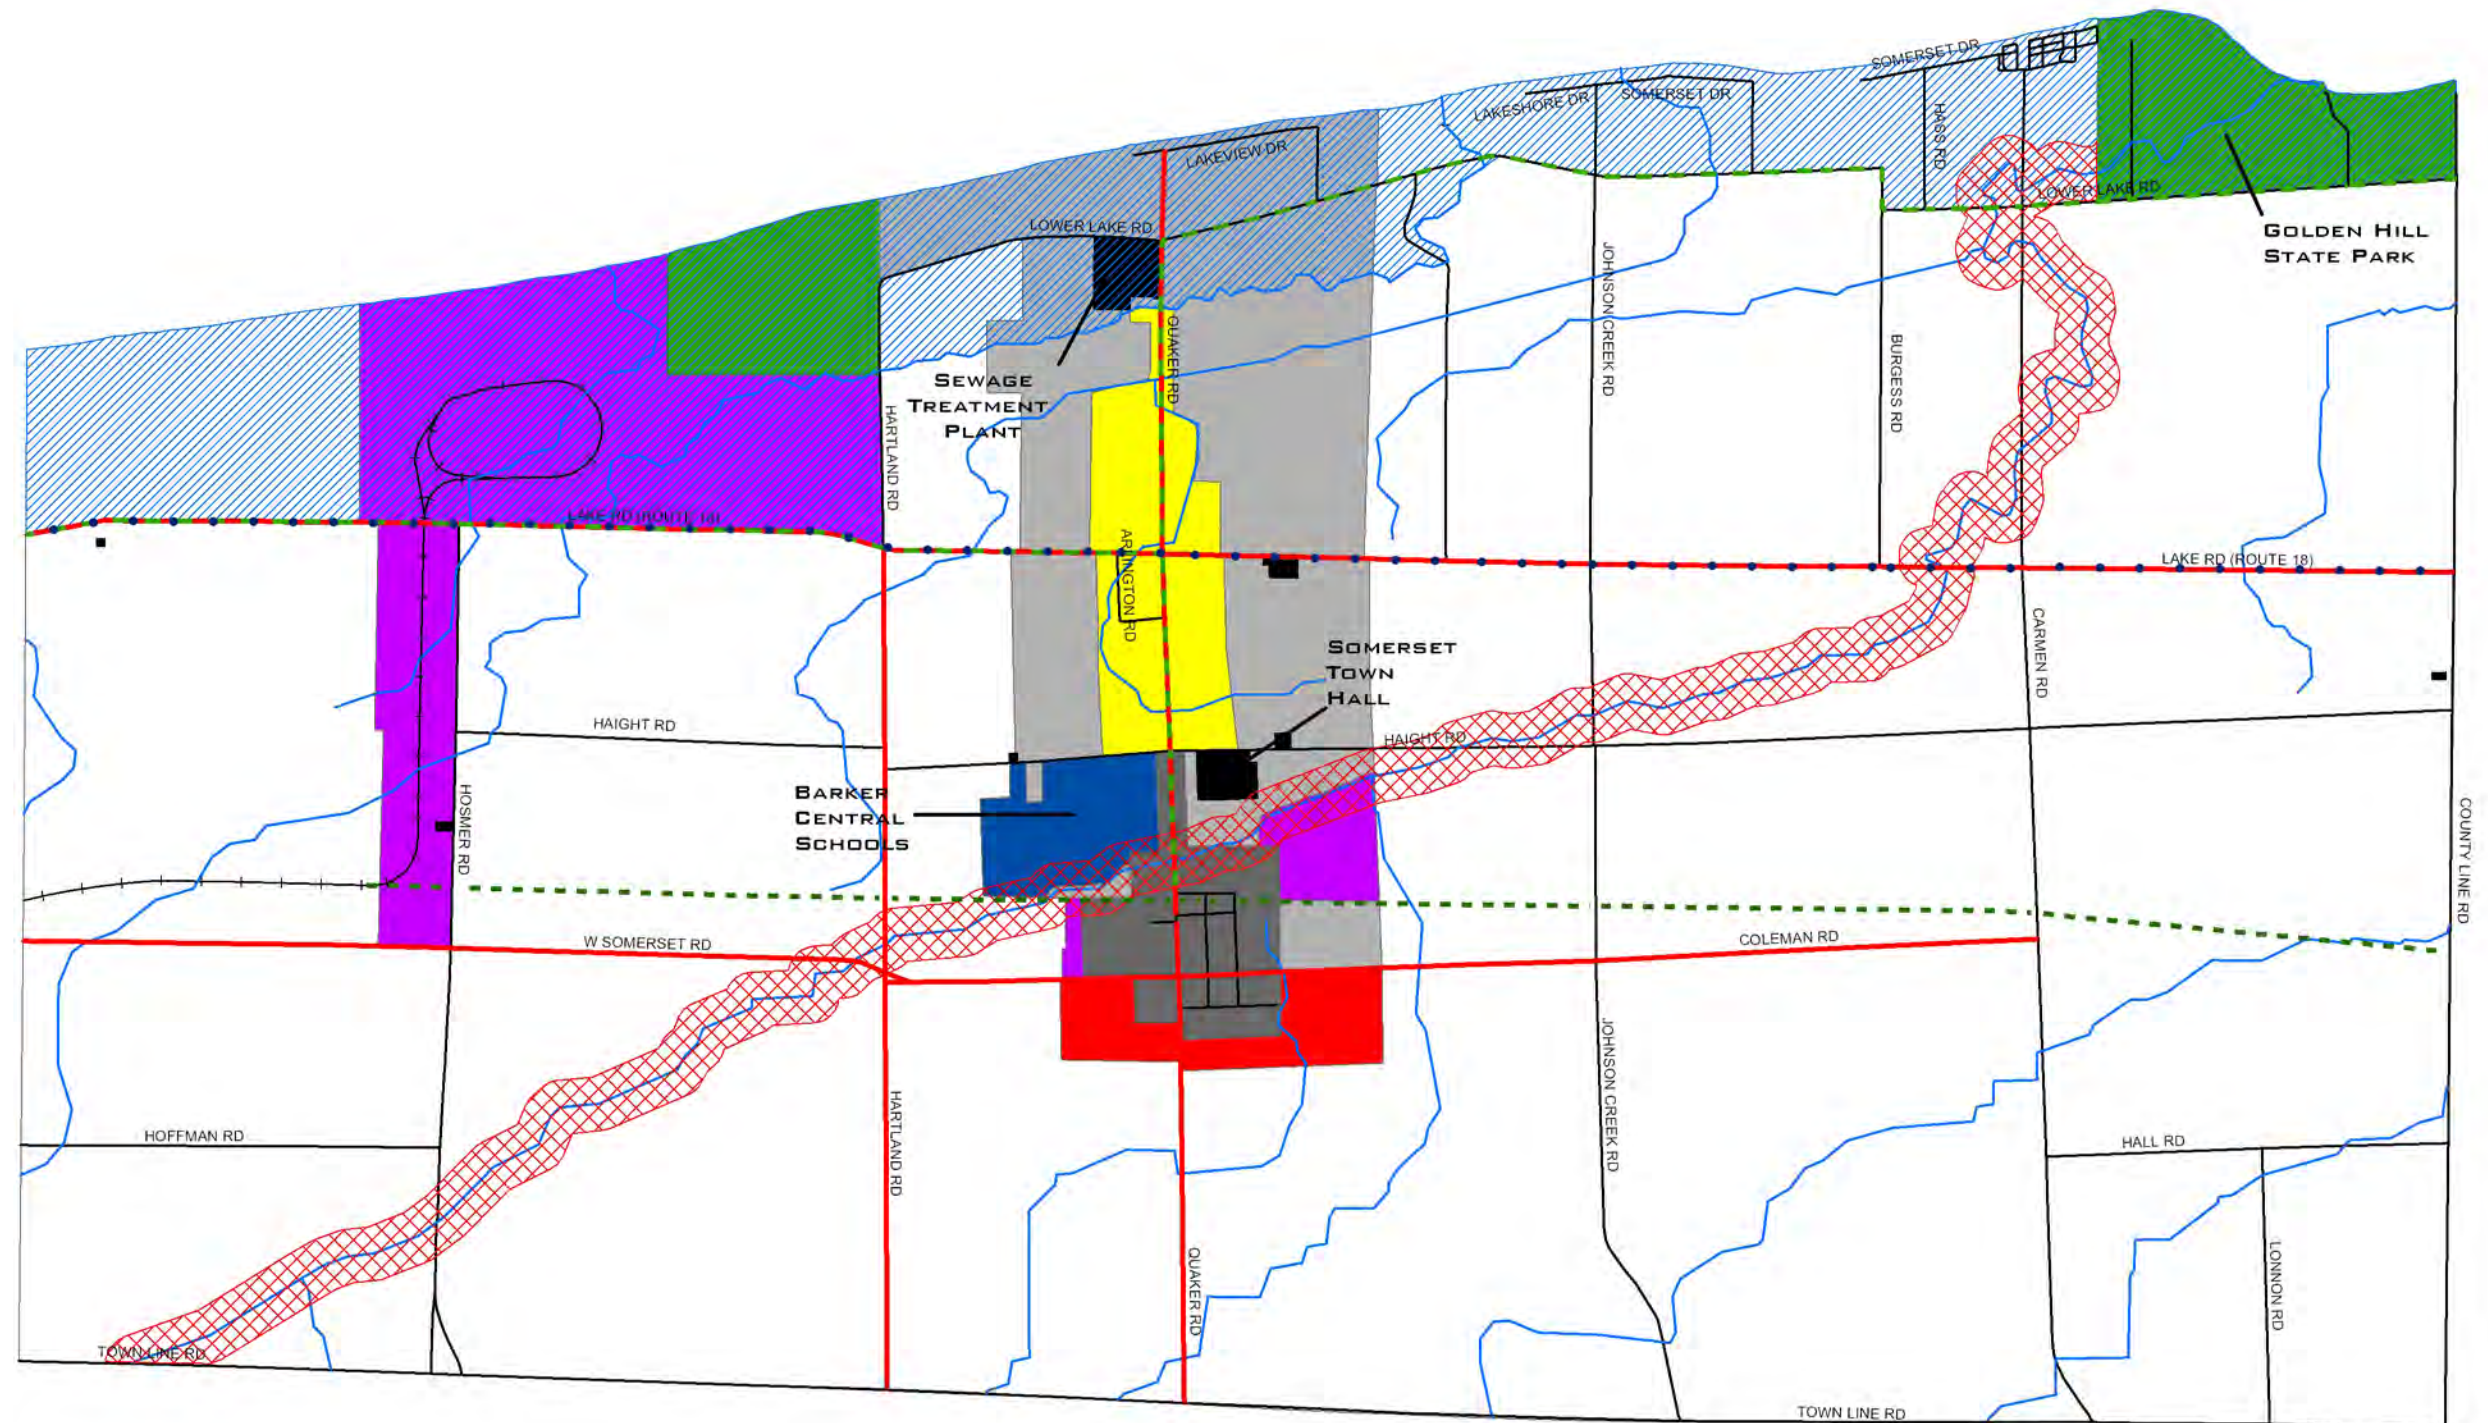 SOMERSET DR
LAKESHORE DR
SOMERSET DR
HASS RD
LAKEVIEW DR
LOWER LAKE RD
LOWER LAKE RD
GOLDEN HILL
STATE PARK
JOHNSON CREEK RD
QUAKER RD
BURGESS RD
SEWAGE
TREATMENT
PLANT
HARTLAND RD
LAKE RD (ROUTE 18)
ARLINGTON RD
LAKE RD (ROUTE 18)
SOMERSET
TOWN
HALL
CARMEN RD
HAIGHT RD
HAIGHT RD
BARKER
CENTRAL
SCHOOLS
HOSMER RD
COUNTY LINE RD
W SOMERSET RD
COLEMAN RD
JOHNSON CREEK RD
HARTLAND RD
HOFFMAN RD
HALL RD
QUAKER RD
LONNON RD
TOWN LINE RD
TOWN LINE RD